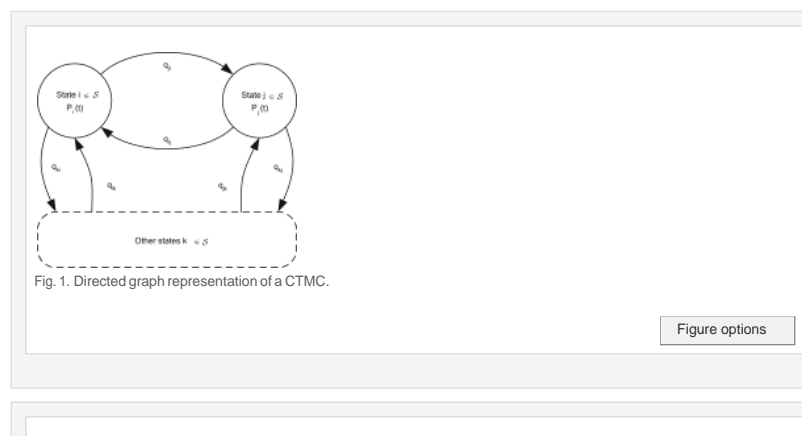 State i ∈ S
P_i(t)
State j ∈ S
P_j(t)
Other states k ∈ S
Fig. 1. Directed graph representation of a CTMC.
Figure options